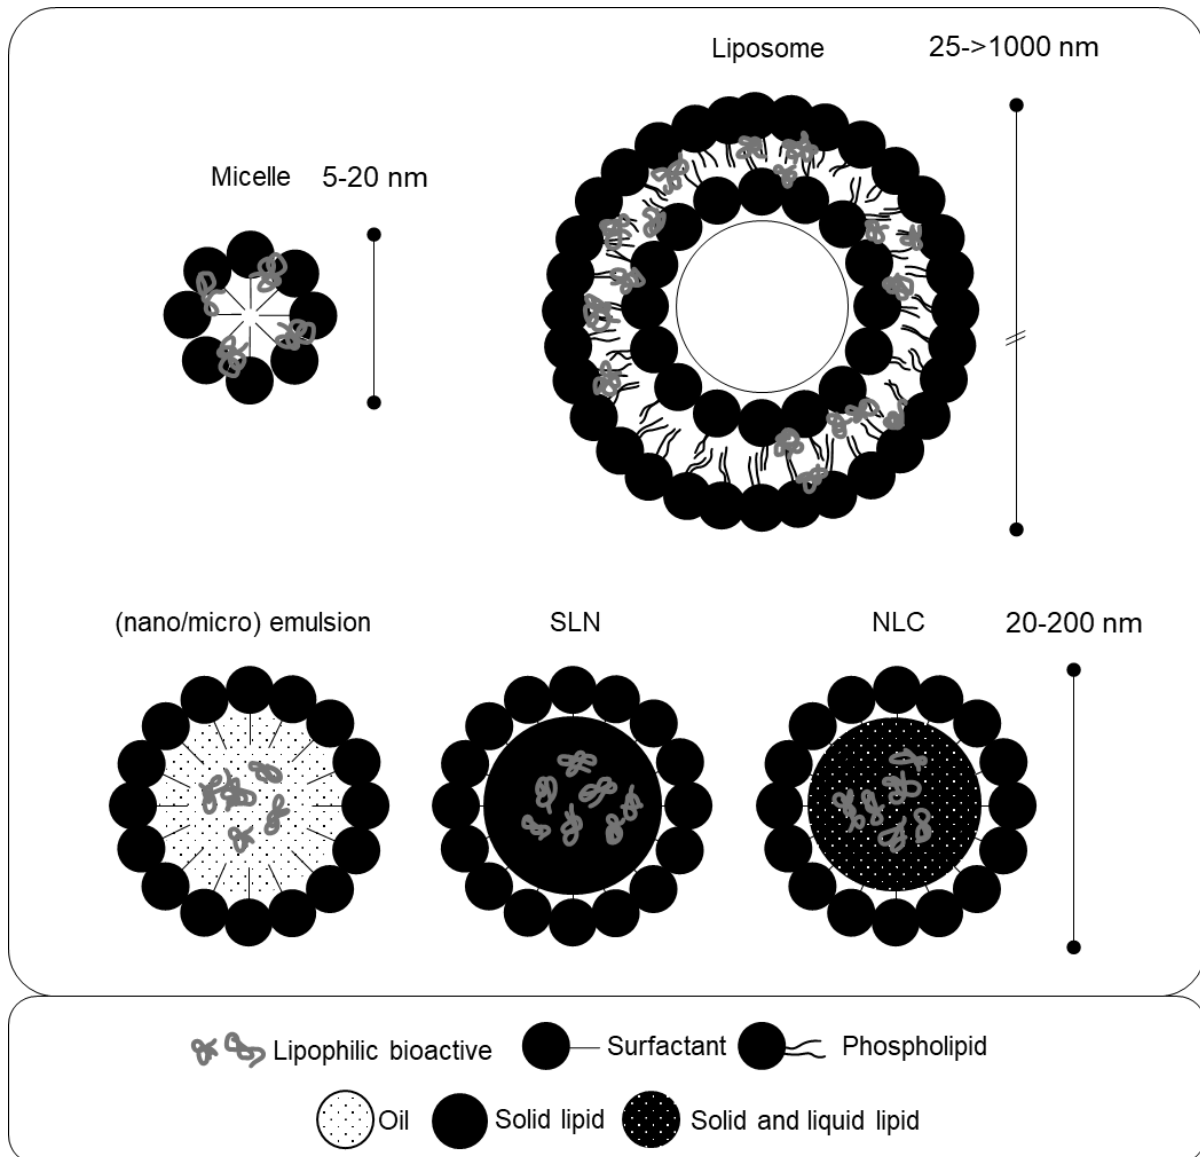 Liposome 25->1000 nm
Micelle 5-20 nm
(nano/micro) emulsion SLN NLC 20-200 nm
Lipophilic bioactive Surfactant Phospholipid
Oil Solid lipid Solid and liquid lipid